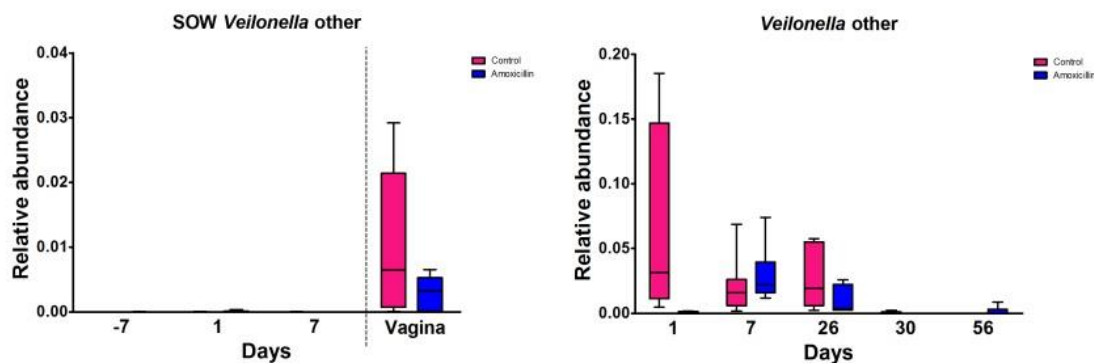 SOW Veilonella other
Control
Amoxicillin
Relative abundance
0.04
0.03
0.02
0.01
0.00
-7 1 7 Vagina
Days
Veilonella other
Control
Amoxicillin
Relative abundance
0.20
0.15
0.10
0.05
0.00
1 7 26 30 56
Days